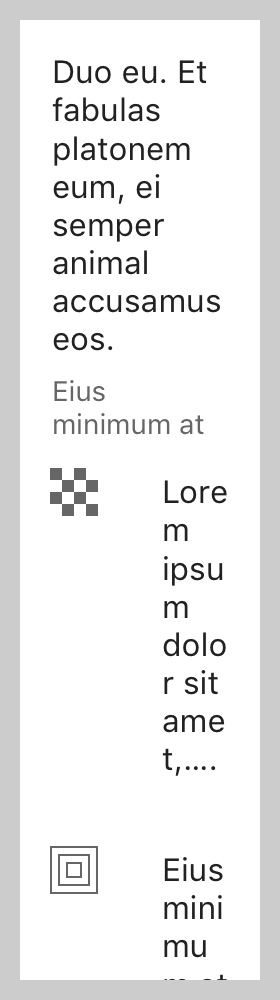 Duo eu. Et
fabulas
platonem
eum, ei
semper
animal
accusamus
eos.
Eius
minimum at
Lore
m
ipsu
m
dolo
r sit
ame
t,....
Eius
mini
mu
m at